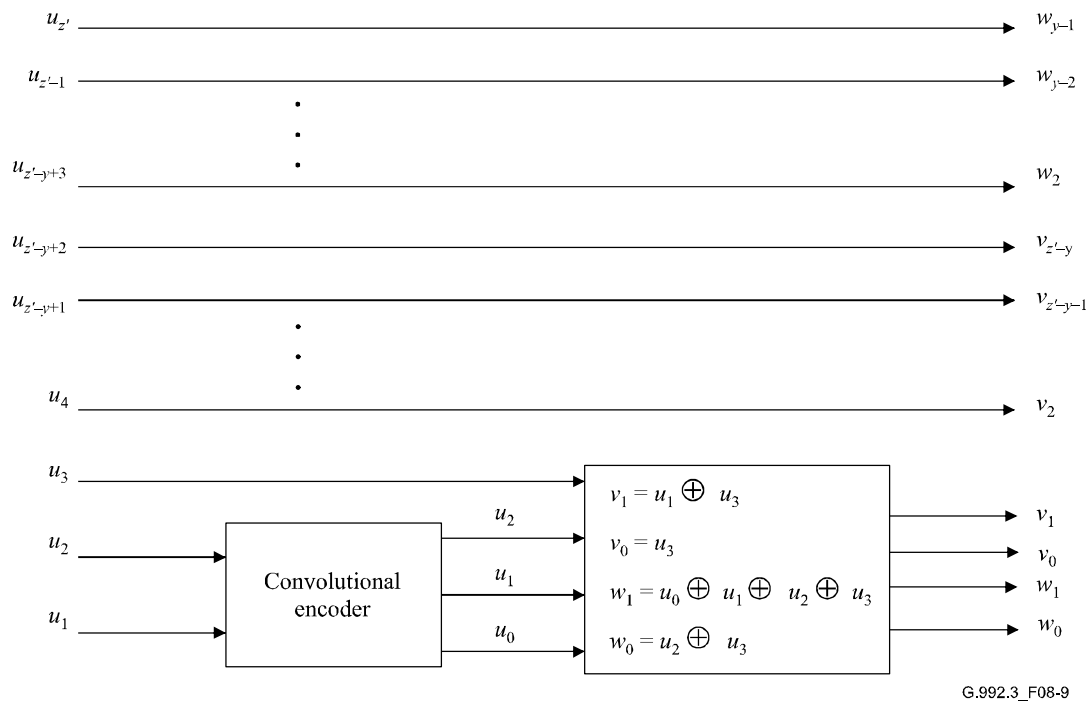 u_{z'} w_{y–1}
u_{z'–1} w_{y–2}
u_{z'–y+3} w_2
u_{z'–y+2} v_{z'–y}
u_{z'–y+1} v_{z'–y–1}
u_4 v_2
u_3
v_1 = u_1 ⊕ u_3
u_2 v_1
u_2 v_0 = u_3 v_0
Convolutional encoder
u_1 w_1 = u_0 ⊕ u_1 ⊕ u_2 ⊕ u_3 w_1
u_1 u_0 w_0 = u_2 ⊕ u_3 w_0
G.992.3_F08-9